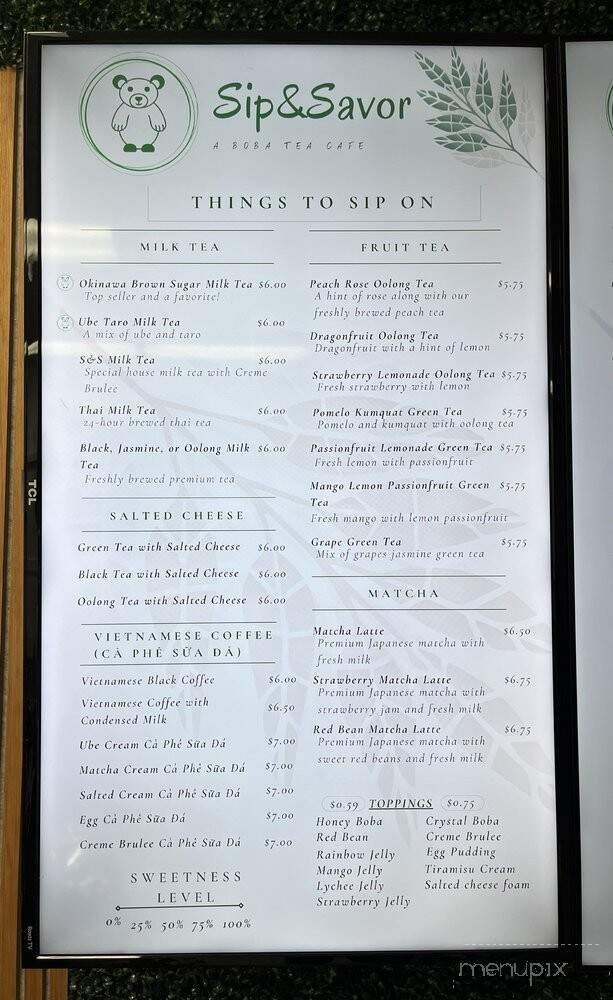 Sip&Savor
A BOBA TEA CAFE
THINGS TO SIP ON
MILK TEA
Okinawa Brown Sugar Milk Tea $6.00
Top seller and a favorite!
Ube Taro Milk Tea $6.00
A mix of ube and taro
S&S Milk Tea $6.00
Special house milk tea with Creme
Brulee
Thai Milk Tea $6.00
24-hour brewed thai tea
Black, Jasmine, or Oolong Milk $6.00
Tea
Freshly brewed premium tea
SALTED CHEESE
Green Tea with Salted Cheese $6.00
Black Tea with Salted Cheese $6.00
Oolong Tea with Salted Cheese $6.00
VIETNAMESE COFFEE
(CÀ PHÊ SỮA ĐÁ)
Vietnamese Black Coffee $6.00
Vietnamese Coffee with $6.50
Condensed Milk
Ube Cream Cà Phê Sữa Đá $7.00
Matcha Cream Cà Phê Sữa Đá $7.00
Salted Cream Cà Phê Sữa Đá $7.00
Egg Cà Phê Sữa Đá $7.00
Creme Brulee Cà Phê Sữa Đá $7.00
SWEETNESS
LEVEL
0% 25% 50% 75% 100%
FRUIT TEA
Peach Rose Oolong Tea $5.75
A hint of rose along with our
freshly brewed peach tea
Dragonfruit Oolong Tea $5.75
Dragonfruit with a hint of lemon
Strawberry Lemonade Oolong Tea $5.75
Fresh strawberry with lemon
Pomelo Kumquat Green Tea $5.75
Pomelo and kumquat with oolong tea
Passionfruit Lemonade Green Tea $5.75
Fresh lemon with passionfruit
Mango Lemon Passionfruit Green $5.75
Tea
Fresh mango with lemon passionfruit
Grape Green Tea $5.75
Mix of grapes jasmine green tea
MATCHA
Matcha Latte $6.50
Premium Japanese matcha with
fresh milk
Strawberry Matcha Latte $6.75
Premium Japanese matcha with
strawberry jam and fresh milk
Red Bean Matcha Latte $6.75
Premium Japanese matcha with
sweet red beans and fresh milk
$0.59 TOPPINGS $0.75
Honey Boba
Red Bean
Rainbow Jelly
Mango Jelly
Lychee Jelly
Strawberry Jelly
Crystal Boba
Creme Brulee
Egg Pudding
Tiramisu Cream
Salted cheese foam
TCL
Roku TV
menupix